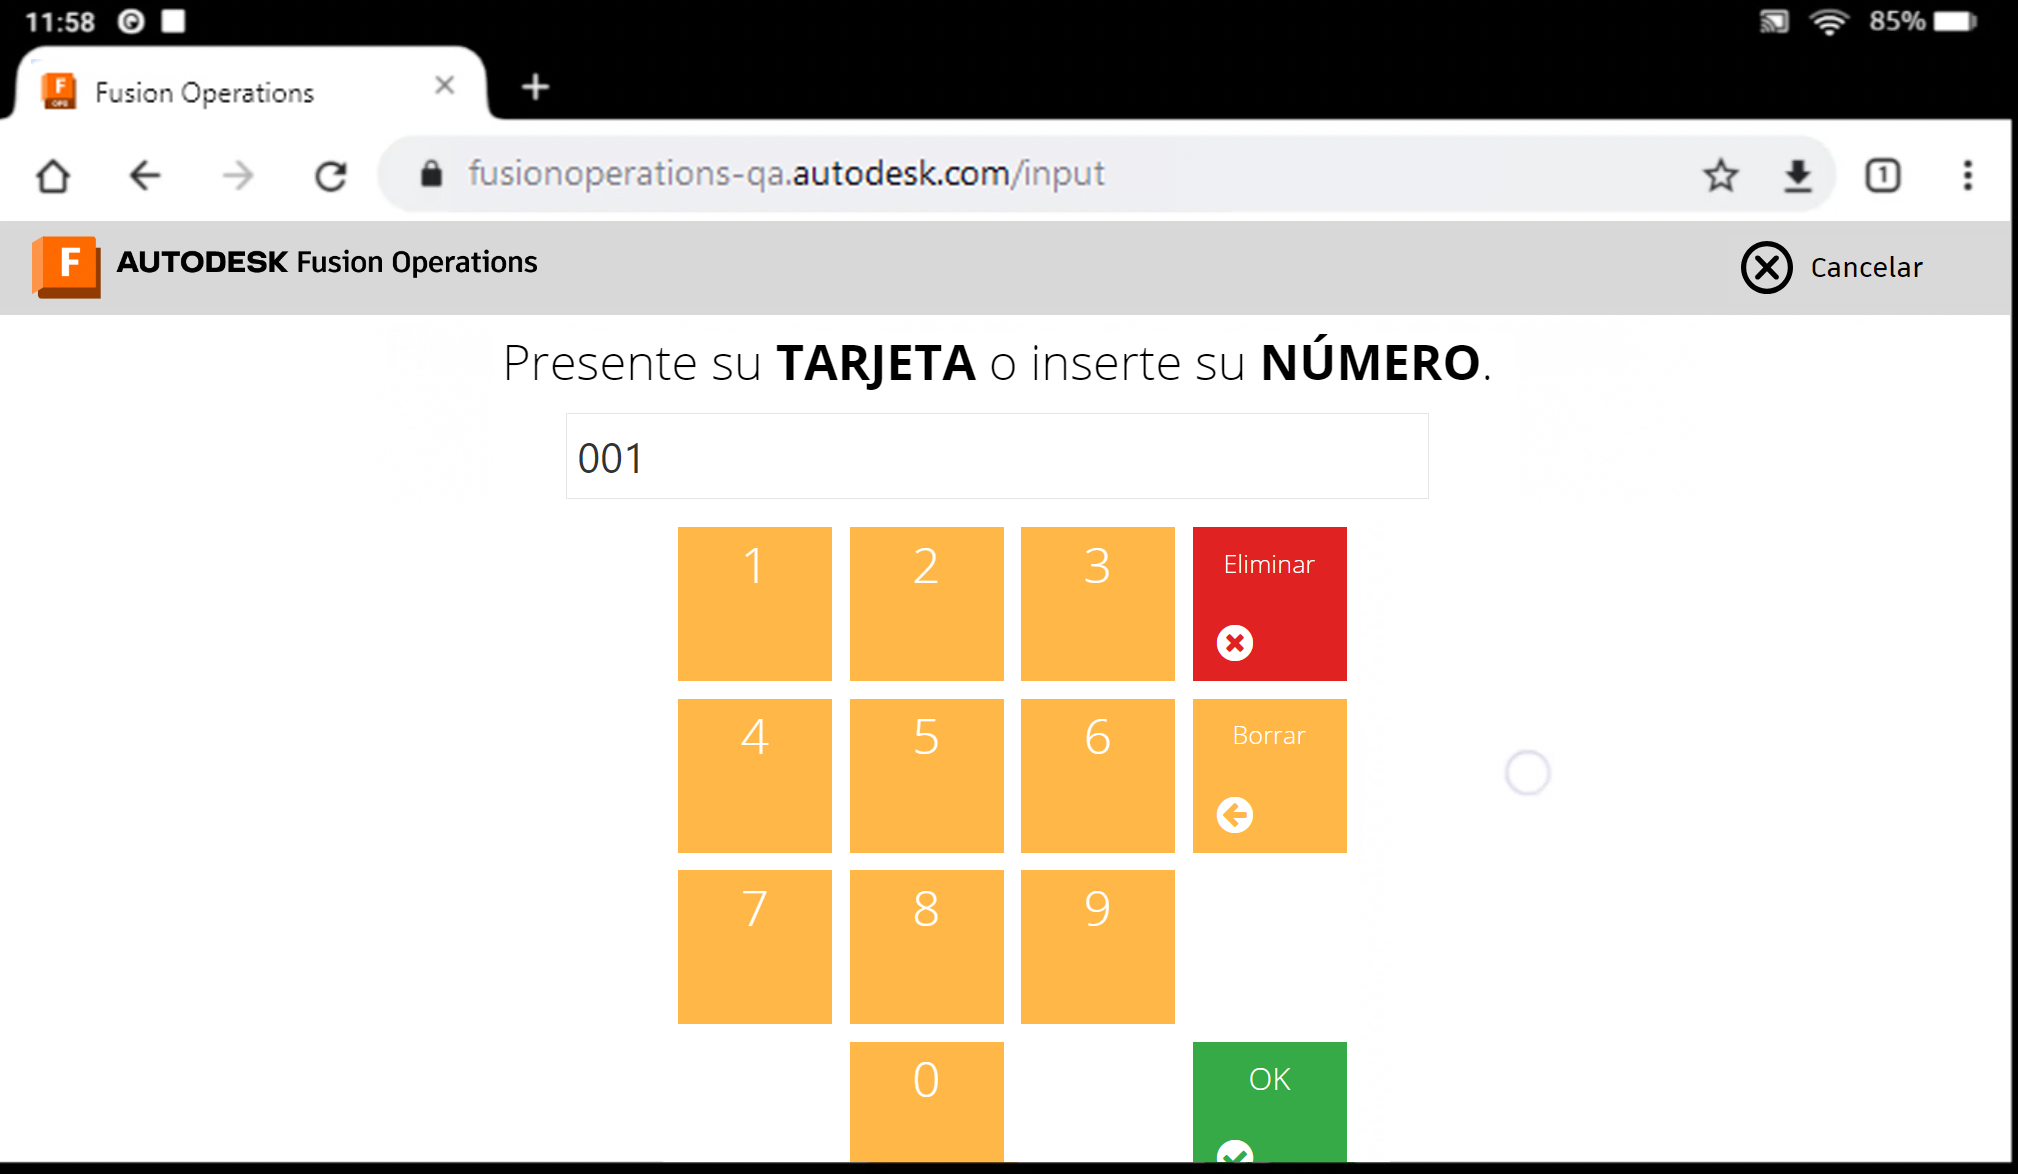 11:58 85%
Fusion Operations
fusionoperations-qa.autodesk.com/input 1
F AUTODESK Fusion Operations Cancelar
Presente su TARJETA o inserte su NÚMERO.
001
1 2 3 Eliminar
4 5 6 Borrar
7 8 9
0 OK